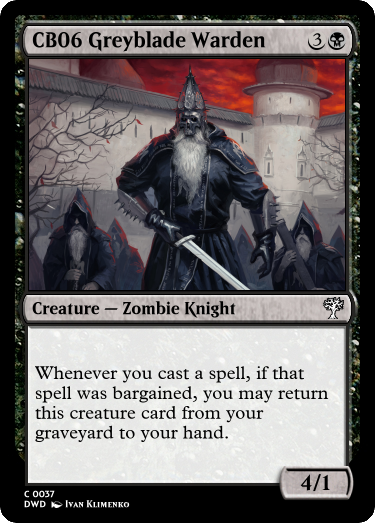 CB06 Greyblade Warden 3
Creature — Zombie Knight
Whenever you cast a spell, if that
spell was bargained, you may return
this creature card from your
graveyard to your hand.
4/1
C 0037
DWD Ivan Klimenko